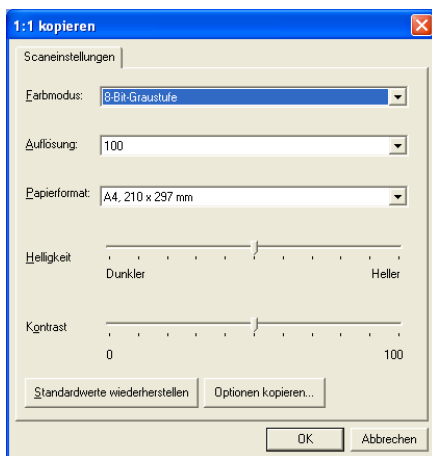 1:1 kopieren
Scaneinstellungen
Farbmodus: 8-Bit-Graustufe
Auflösung: 100
Papierformat: A4, 210 x 297 mm
Helligkeit
Dunkler Heller
Kontrast
0 100
Standardwerte wiederherstellen Optionen kopieren...
OK Abbrechen